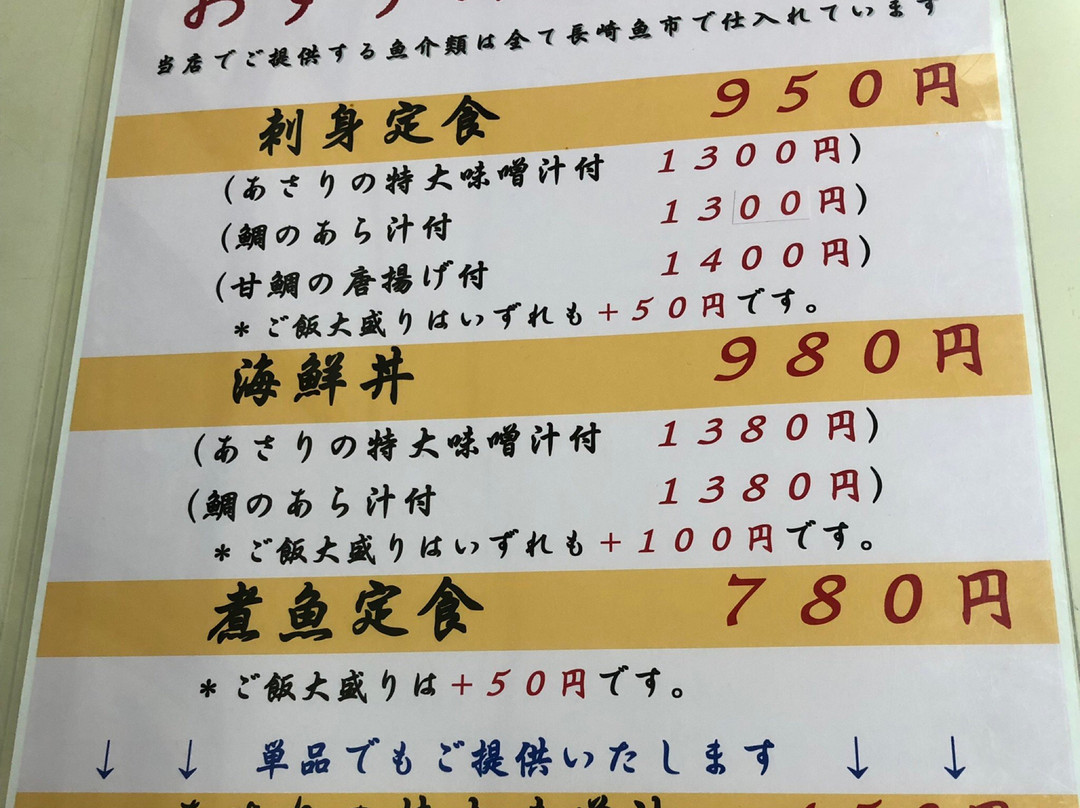 当店でご提供する魚介類は全て長崎魚市で仕入れています
刺身定食 ９５０円
(あさりの特大味噌汁付 １３００円)
(鯛のあら汁付 １３００円)
(甘鯛の唐揚げ付 １４００円)
＊ご飯大盛りはいずれも＋５０円です。
海鮮丼 ９８０円
(あさりの特大味噌汁付 １３８０円)
(鯛のあら汁付 １３８０円)
＊ご飯大盛りはいずれも＋１００円です。
煮魚定食 ７８０円
＊ご飯大盛りは＋５０円です。
↓ ↓ 単品でもご提供いたします ↓ ↓